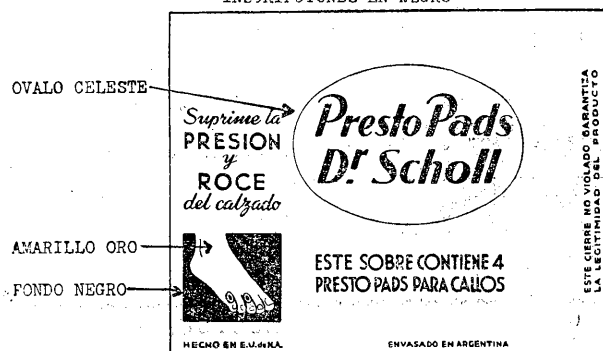 INSCRIPCIONES EN NEGRO
OVALO CELESTE
Suprime la
PRESION
y
ROCE
del calzado
Presto Pads
Dr. Scholl
AMARILLO ORO
FONDO NEGRO
ESTE SOBRE CONTIENE 4
PRESTO PADS PARA CALLOS
HECHO EN E.U.de N.A.
ENVASADO EN ARGENTINA
ESTE CIERRE NO VIOLADO GARANTIZA
LA LEGITIMIDAD DEL PRODUCTO